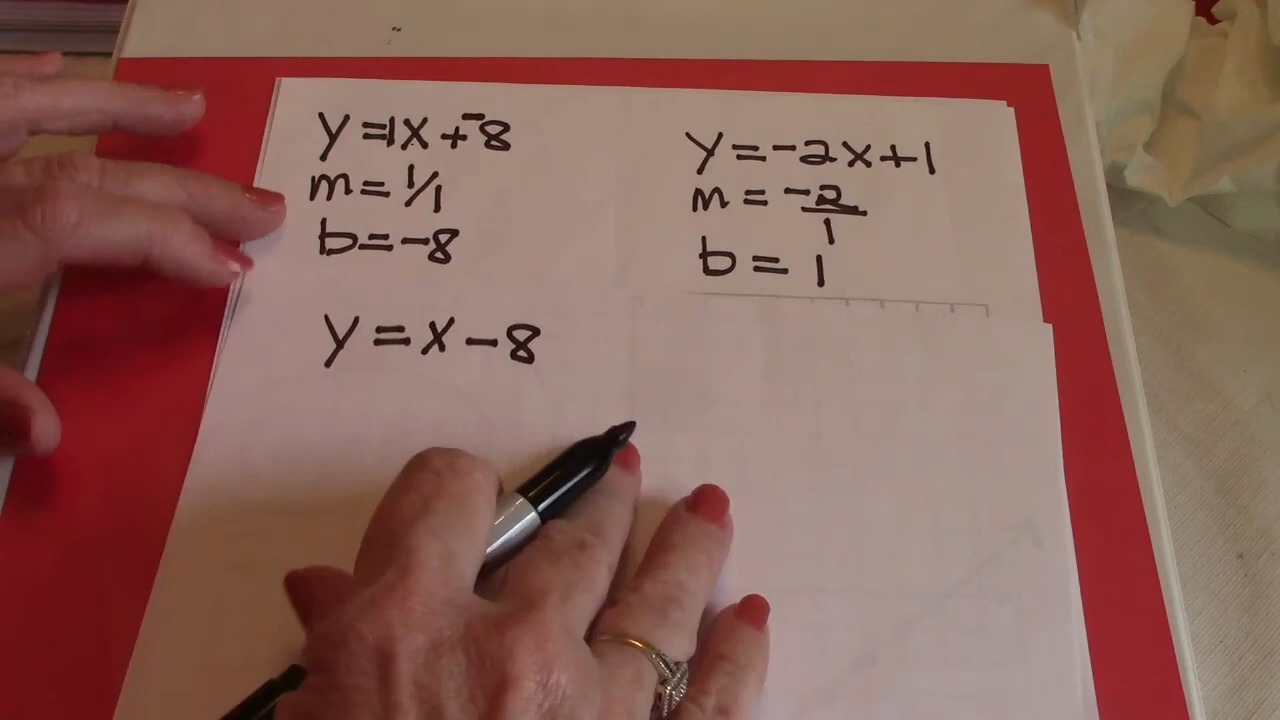 y=1x+-8
m=1/1
b=-8
y=x-8
y=-2x+1
m=-2/1
b=1